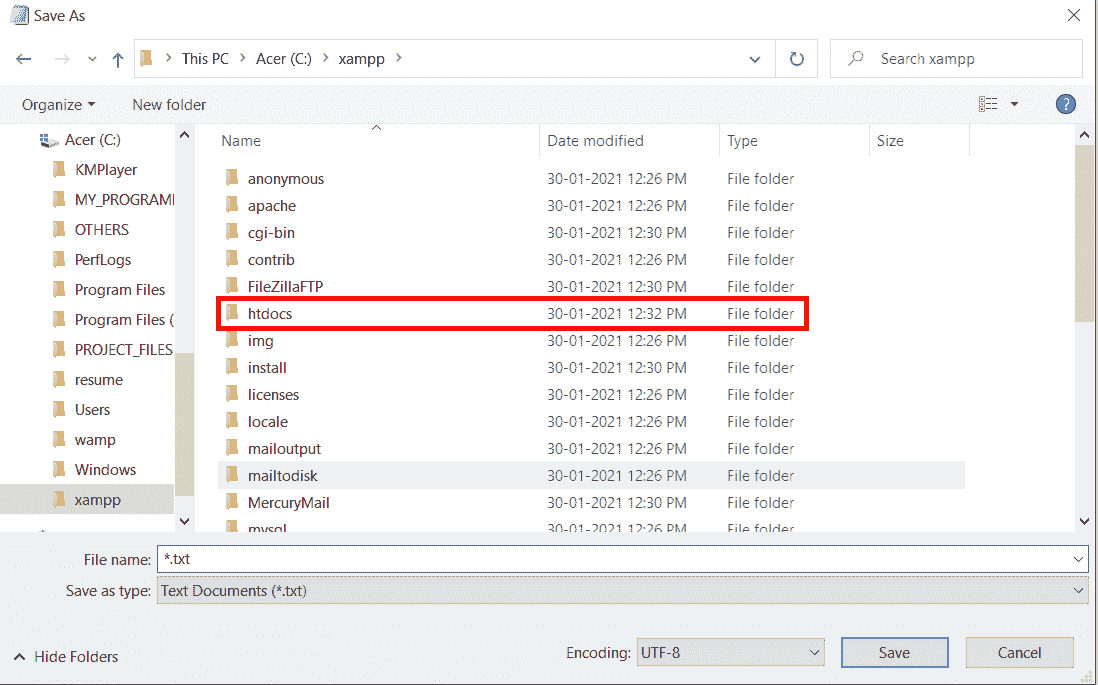 Save As
This PC > Acer (C:) > xampp >
Search xampp
Organize
New folder
?
Acer (C:)
KMPlayer
MY_PROGRAM
OTHERS
PerfLogs
Program Files
Program Files (
PROJECT_FILES
resume
Users
wamp
Windows
xampp
Name Date modified Type Size
anonymous 30-01-2021 12:26 PM File folder
apache 30-01-2021 12:26 PM File folder
cgi-bin 30-01-2021 12:30 PM File folder
contrib 30-01-2021 12:26 PM File folder
FileZillaFTP 30-01-2021 12:30 PM File folder
htdocs 30-01-2021 12:32 PM File folder
img 30-01-2021 12:26 PM File folder
install 30-01-2021 12:30 PM File folder
licenses 30-01-2021 12:26 PM File folder
locale 30-01-2021 12:26 PM File folder
mailoutput 30-01-2021 12:26 PM File folder
mailtodisk 30-01-2021 12:26 PM File folder
MercuryMail 30-01-2021 12:30 PM File folder
mysql 30-01-2021 12:26 PM File folder
File name: *.txt
Save as type: Text Documents (*.txt)
Hide Folders
Encoding: UTF-8
Save
Cancel